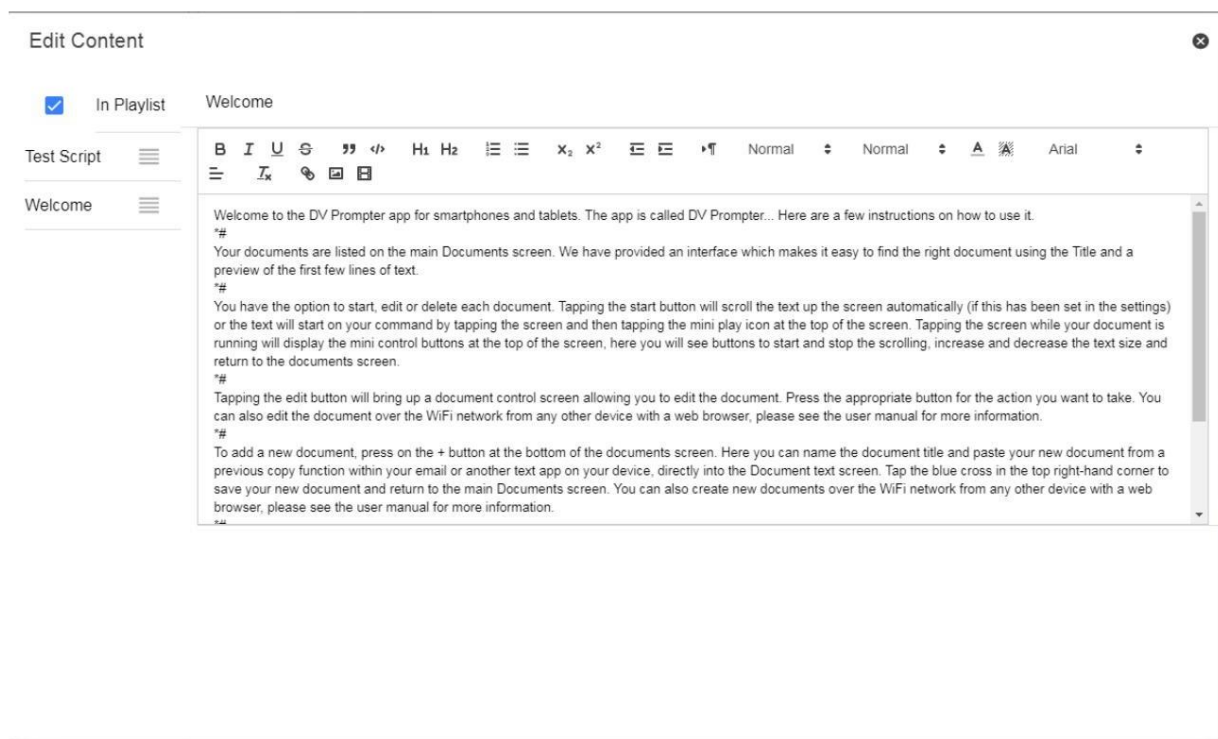 Edit Content
In Playlist
Welcome
Test Script
Welcome
B I U S ” </> H1 H2 X2 X2 ¶ Normal Normal A A Arial
Tx
Welcome to the DV Prompter app for smartphones and tablets. The app is called DV Prompter... Here are a few instructions on how to use it.
*#
Your documents are listed on the main Documents screen. We have provided an interface which makes it easy to find the right document using the Title and a
preview of the first few lines of text.
*#
You have the option to start, edit or delete each document. Tapping the start button will scroll the text up the screen automatically (if this has been set in the settings)
or the text will start on your command by tapping the screen and then tapping the mini play icon at the top of the screen. Tapping the screen while your document is
running will display the mini control buttons at the top of the screen, here you will see buttons to start and stop the scrolling, increase and decrease the text size and
return to the documents screen.
*#
Tapping the edit button will bring up a document control screen allowing you to edit the document. Press the appropriate button for the action you want to take. You
can also edit the document over the WiFi network from any other device with a web browser, please see the user manual for more information.
*#
To add a new document, press on the + button at the bottom of the documents screen. Here you can name the document title and paste your new document from a
previous copy function within your email or another text app on your device, directly into the Document text screen. Tap the blue cross in the top right-hand corner to
save your new document and return to the main Documents screen. You can also create new documents over the WiFi network from any other device with a web
browser, please see the user manual for more information.
*#